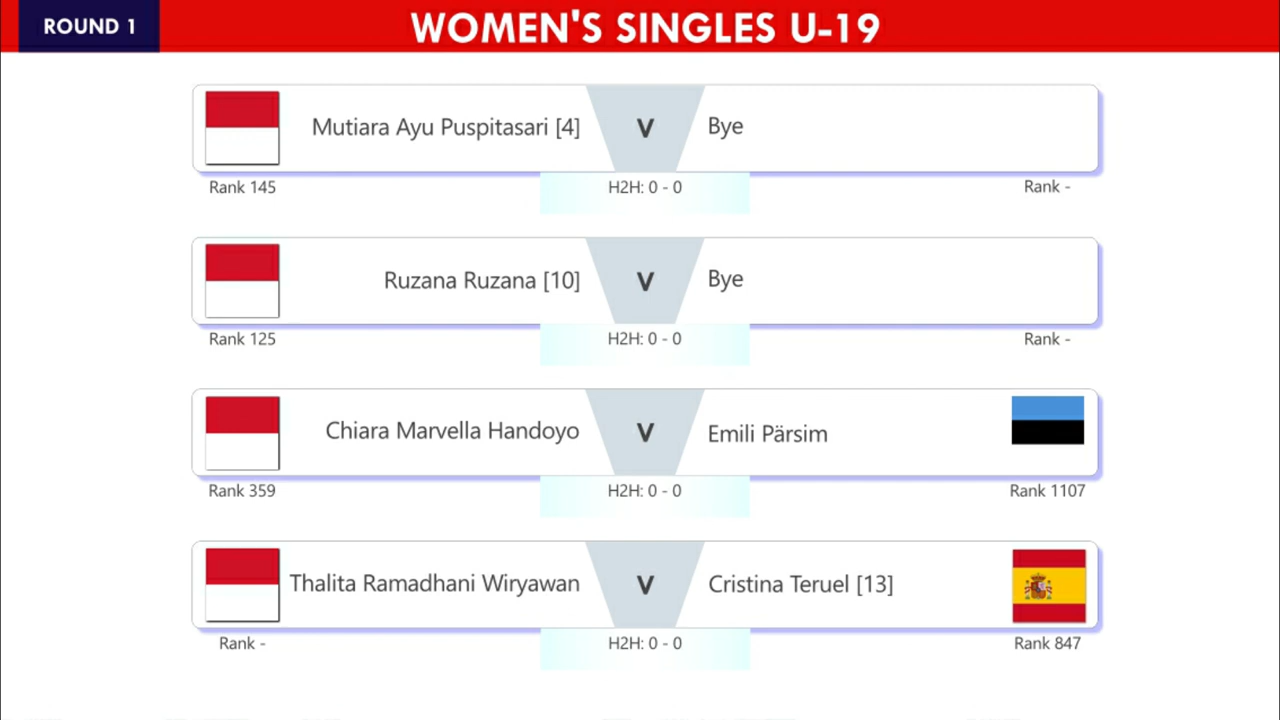 ROUND 1
WOMEN'S SINGLES U-19
Mutiara Ayu Puspitasari [4] V Bye
Rank 145 H2H: 0 - 0 Rank -
Ruzana Ruzana [10] V Bye
Rank 125 H2H: 0 - 0 Rank -
Chiara Marvella Handoyo V Emili Pärsim
Rank 359 H2H: 0 - 0 Rank 1107
Thalita Ramadhani Wiryawan V Cristina Teruel [13]
Rank - H2H: 0 - 0 Rank 847